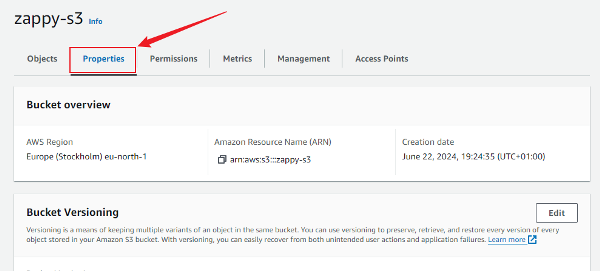 zappy-s3 Info
Objects Properties Permissions Metrics Management Access Points
Bucket overview
AWS Region Amazon Resource Name (ARN) Creation date
Europe (Stockholm) eu-north-1 arn:aws:s3:::zappy-s3 June 22, 2024, 19:24:35 (UTC+01:00)
Bucket Versioning Edit
Versioning is a means of keeping multiple variants of an object in the same bucket. You can use versioning to preserve, retrieve, and restore every version of every
object stored in your Amazon S3 bucket. With versioning, you can easily recover from both unintended user actions and application failures. Learn more